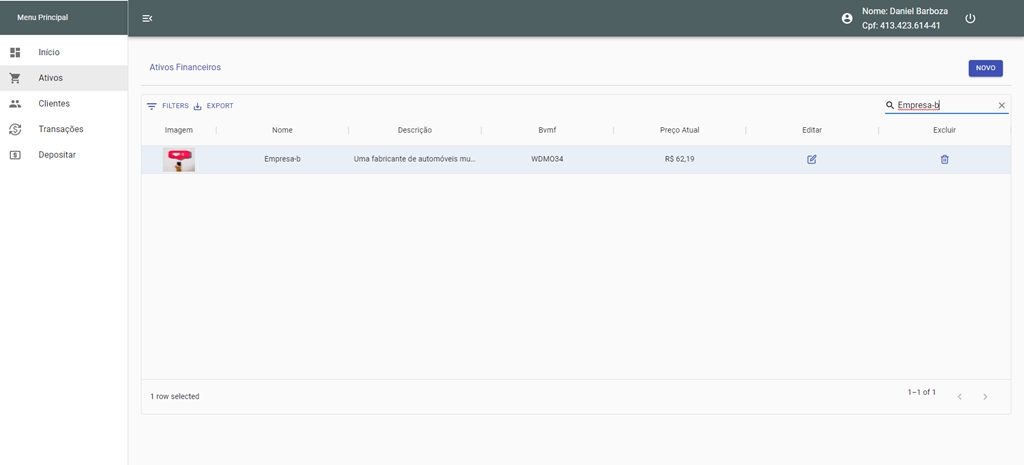 Menu Principal
Nome: Daniel Barboza
Cpf: 413.423.614-41
Início
Ativos
Clientes
Transações
Depositar
Ativos Financeiros
NOVO
FILTERS
EXPORT
Empresa-b
Imagem Nome Descrição Bvmf Preço Atual Editar Excluir
Empresa-b Uma fabricante de automóveis mu... WDMO34 R$ 62,19
1 row selected
1–1 of 1